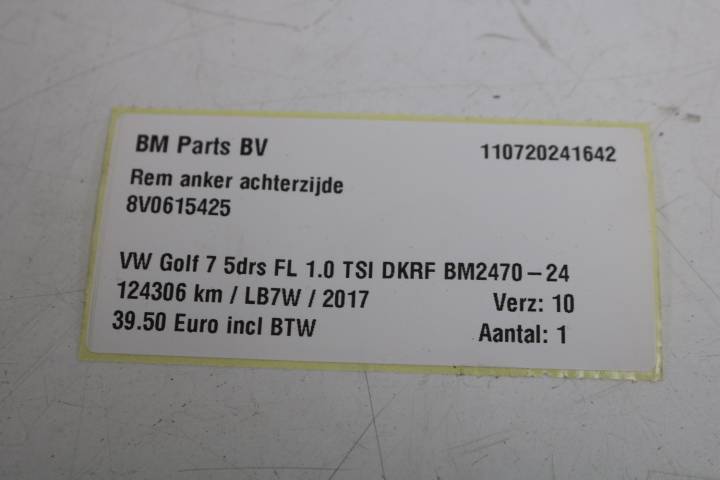 BM Parts BV 110720241642
Rem anker achterzijde
8V0615425
VW Golf 7 5drs FL 1.0 TSI DKRF BM2470-24
124306 km / LB7W / 2017 Verz: 10
39.50 Euro incl BTW Aantal: 1